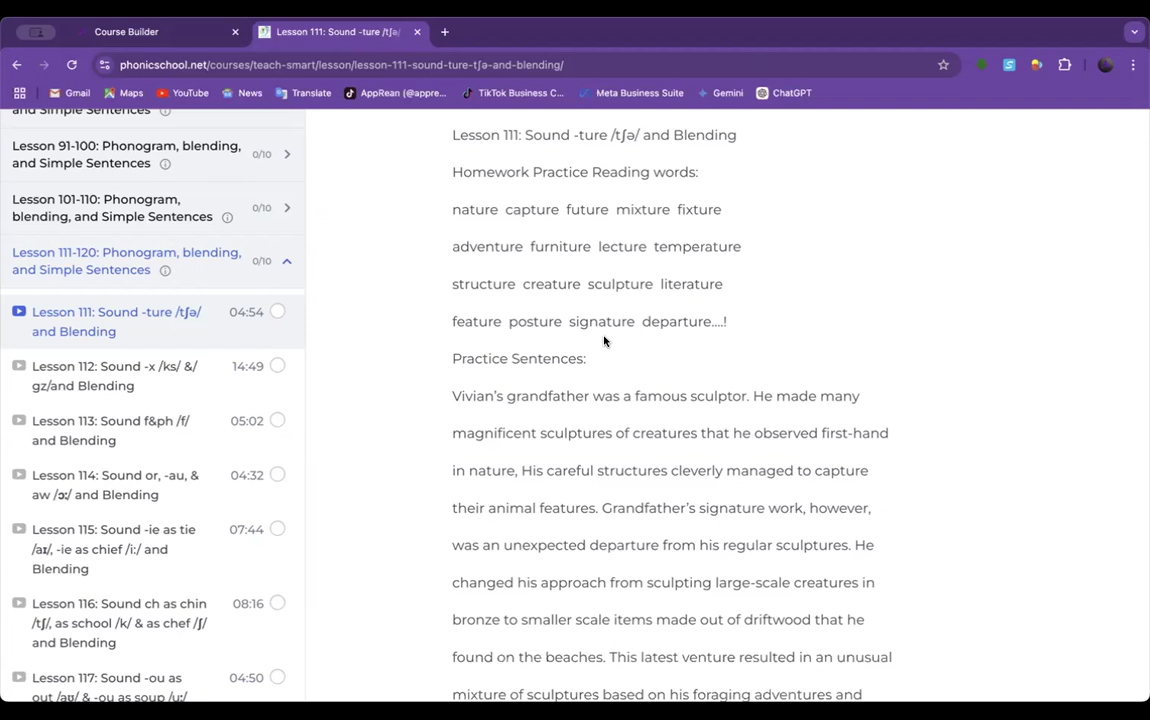 Course Builder
Lesson 111: Sound -ture /tʃə/
phonicschool.net/courses/teach-smart/lesson/lesson-111-sound-ture-tʃə-and-blending/
Gmail
Maps
YouTube
News
Translate
AppRean (@appre...
TikTok Business C...
Meta Business Suite
Gemini
ChatGPT
and Simple Sentences
Lesson 91-100: Phonogram, blending,
and Simple Sentences
0/10
Lesson 101-110: Phonogram,
blending, and Simple Sentences
0/10
Lesson 111-120: Phonogram, blending,
and Simple Sentences
0/10
Lesson 111: Sound -ture /tʃə/
and Blending
04:54
Lesson 112: Sound -x /ks/ &/
gz/and Blending
14:49
Lesson 113: Sound f&ph /f/
and Blending
05:02
Lesson 114: Sound or, -au, &
aw /ɔ:/ and Blending
04:32
Lesson 115: Sound -ie as tie
/aɪ/, -ie as chief /i:/ and
Blending
07:44
Lesson 116: Sound ch as chin
/tʃ/, as school /k/ & as chef /ʃ/
and Blending
08:16
Lesson 117: Sound -ou as
out /aʊ/ & -ou as soup /u:/
04:50
Lesson 111: Sound -ture /tʃə/ and Blending
Homework Practice Reading words:
nature capture future mixture fixture
adventure furniture lecture temperature
structure creature sculpture literature
feature posture signature departure....!
Practice Sentences:
Vivian's grandfather was a famous sculptor. He made many
magnificent sculptures of creatures that he observed first-hand
in nature, His careful structures cleverly managed to capture
their animal features. Grandfather's signature work, however,
was an unexpected departure from his regular sculptures. He
changed his approach from sculpting large-scale creatures in
bronze to smaller scale items made out of driftwood that he
found on the beaches. This latest venture resulted in an unusual
mixture of sculptures based on his foraging adventures and